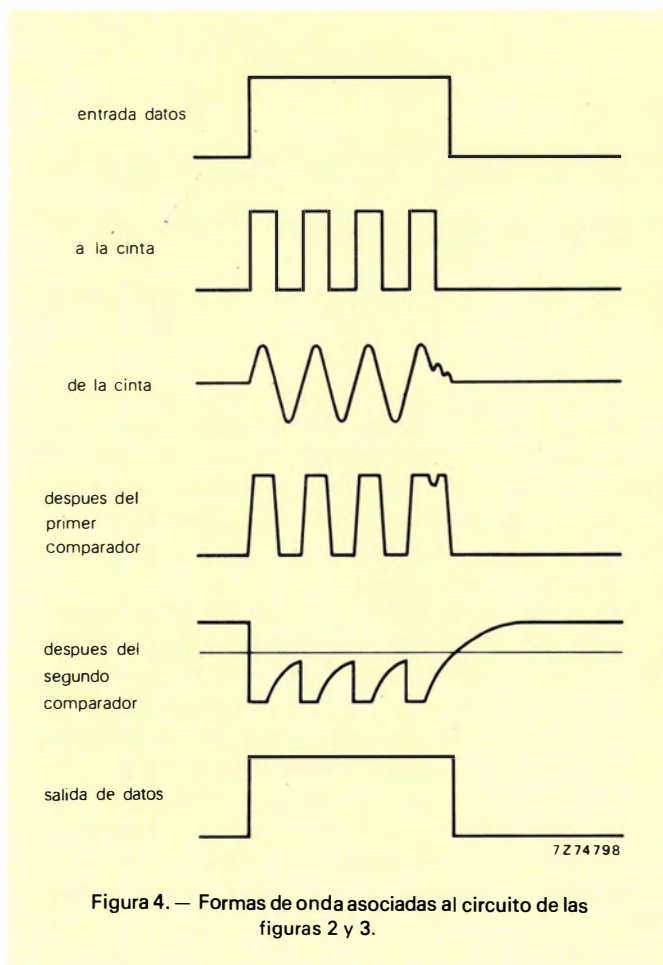 entrada datos
a la cinta
de la cinta
despues del
primer
comparador
despues del
segundo
comparador
salida de datos
7Z74798
Figura 4. — Formas de onda asociadas al circuito de las
figuras 2 y 3.